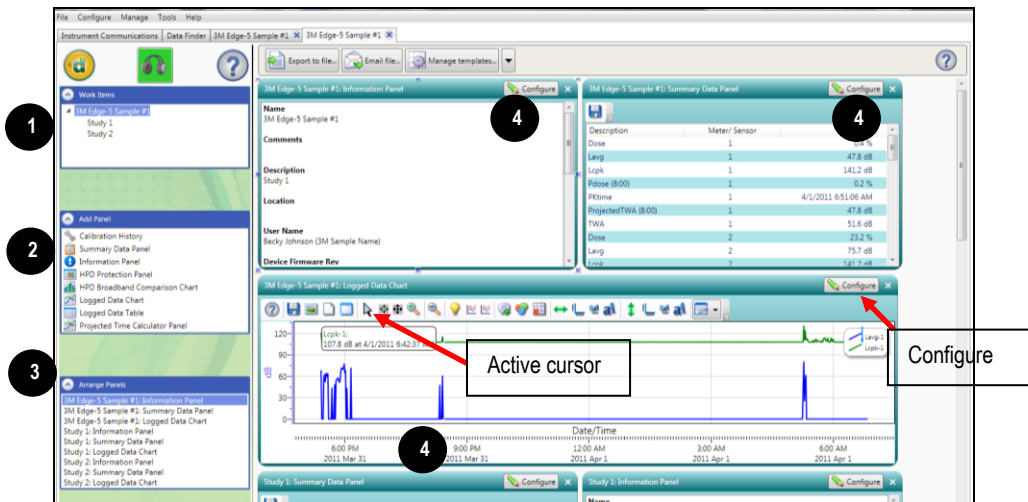 File Configure Manage Tools Help
Instrument Communications Data Finder 3M Edge-5 Sample #1 3M Edge-5 Sample #1
Export to file... Email file... Manage templates...
1
Work Items
3M Edge-5 Sample #1
Study 1
Study 2
2
Add Panel
Calibration History
Summary Data Panel
Information Panel
HPD Protection Panel
HPD Broadband Comparison Chart
Logged Data Chart
Logged Data Table
Projected Time Calculator Panel
3
Arrange Panels
3M Edge-5 Sample #1: Information Panel
3M Edge-5 Sample #1: Summary Data Panel
3M Edge-5 Sample #1: Logged Data Chart
Study 1: Information Panel
Study 1: Summary Data Panel
Study 1: Logged Data Chart
Study 2: Information Panel
Study 2: Summary Data Panel
Study 2: Logged Data Chart
3M Edge-5 Sample #1: Information Panel Configure
4
Name
3M Edge-5 Sample #1
Comments
Description
Study 1
Location
User Name
Becky Johnson (3M Sample Name)
Device Firmware Rev
3M Edge-5 Sample #1: Summary Data Panel Configure
4
Description Meter/ Sensor
Dose 1 0.4 %
Lavg 1 47.8 dB
Lcpk 1 141.2 dB
Pdose (8:00) 1 0.2 %
PKtime 1 4/1/2011 6:51:06 AM
ProjectedTWA (8:00) 1 47.8 dB
TWA 1 51.6 dB
Dose 2 23.2 %
Lavg 2 75.7 dB
Lcpk 2 141.2 dB
3M Edge-5 Sample #1: Logged Data Chart Configure
Lcpk-1:
107.8 dB at 4/1/2011 6:42:37
Active cursor
Configure
Lavg-1
Lcpk-1
dB
120
90
60
30
0
Date/Time
6:00 PM 9:00 PM 12:00 AM 3:00 AM 6:00 AM
2011 Mar 31 2011 Mar 31 2011 Apr 1 2011 Apr 1 2011 Apr 1
4
Study 1: Summary Data Panel Configure
Study 1: Information Panel Configure
Name